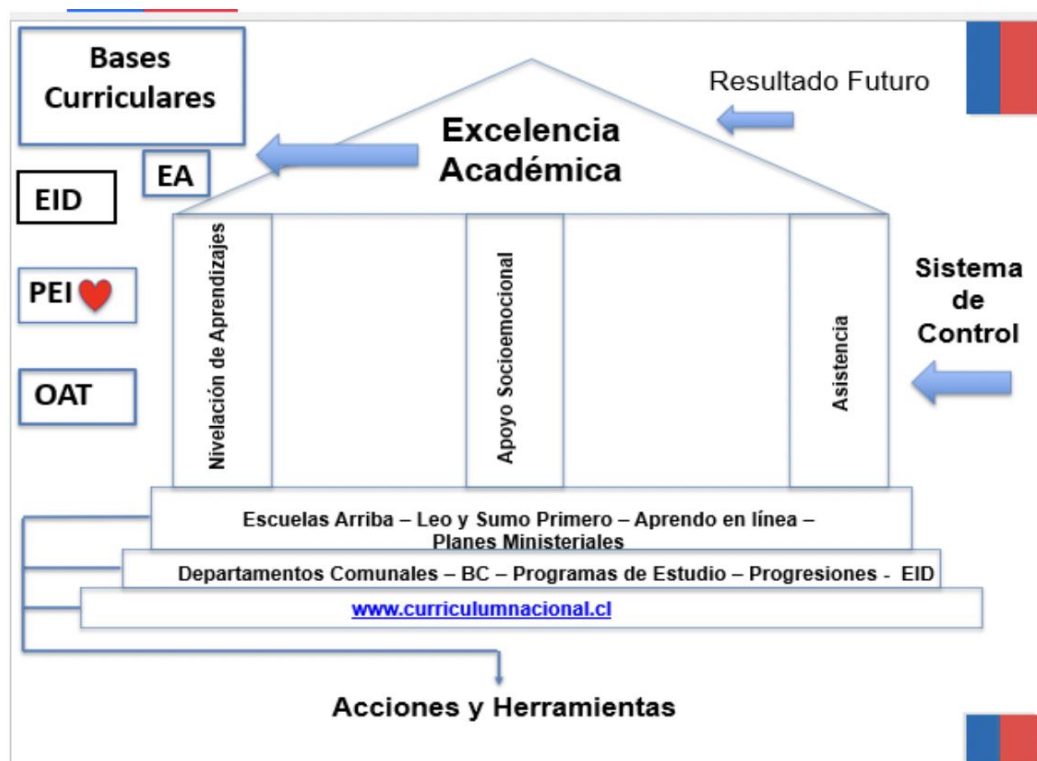 Bases
Curriculares
EA
EID
PEI
OAT
Resultado Futuro
Excelencia
Académica
Nivelación de Aprendizajes
Apoyo Socioemocional
Asistencia
Sistema
de
Control
Escuelas Arriba – Leo y Sumo Primero – Aprendo en línea –
Planes Ministeriales
Departamentos Comunales – BC – Programas de Estudio – Progresiones - EID
www.curriculumnacional.cl
Acciones y Herramientas